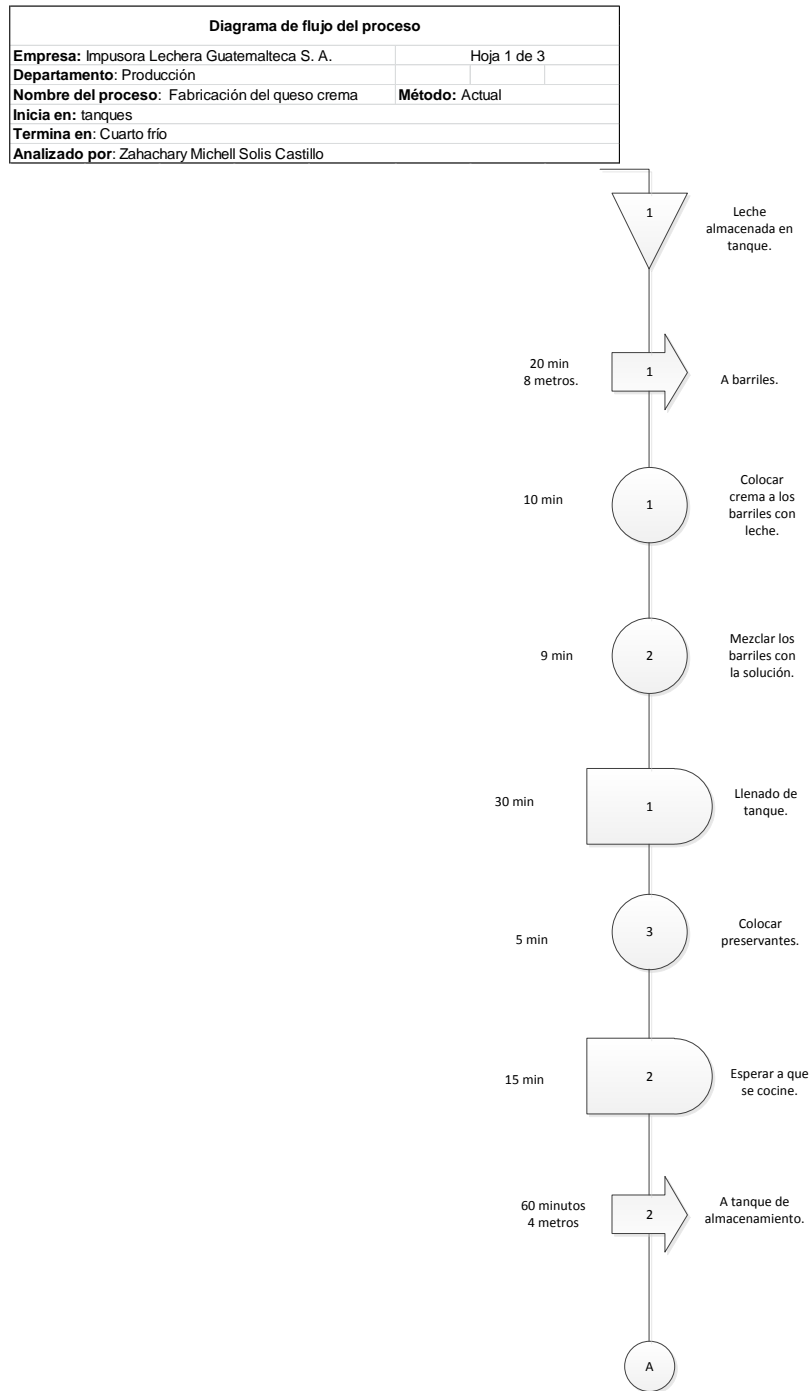 Diagrama de flujo del proceso
Empresa: Impusora Lechera Guatemalteca S. A. Hoja 1 de 3
Departamento: Producción
Nombre del proceso: Fabricación del queso crema Método: Actual
Inicia en: tanques
Termina en: Cuarto frío
Analizado por: Zahachary Michell Solis Castillo
1
Leche
almacenada en
tanque.
20 min
8 metros.
1
A barriles.
10 min
1
Colocar
crema a los
barriles con
leche.
9 min
2
Mezclar los
barriles con
la solución.
30 min
1
Llenado de
tanque.
5 min
3
Colocar
preservantes.
15 min
2
Esperar a que
se cocine.
60 minutos
4 metros
2
A tanque de
almacenamiento.
A